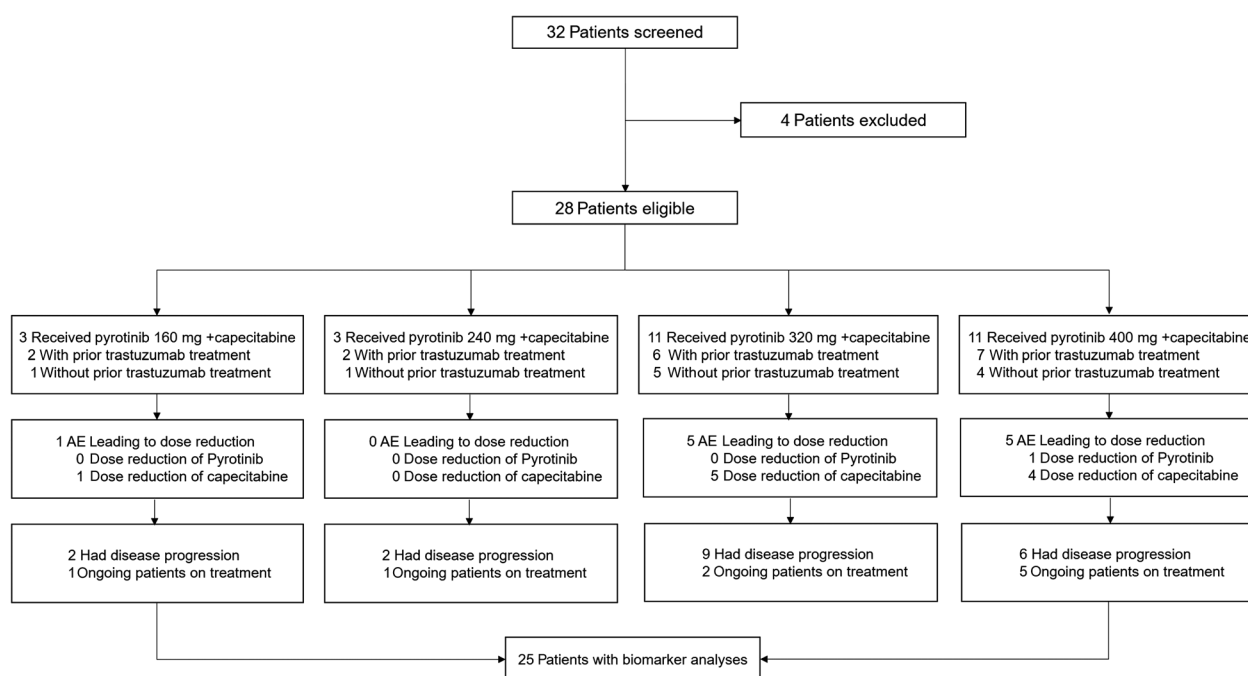 32 Patients screened
4 Patients excluded
28 Patients eligible
3 Received pyrotinib 160 mg +capecitabine
2 With prior trastuzumab treatment
1 Without prior trastuzumab treatment
3 Received pyrotinib 240 mg +capecitabine
2 With prior trastuzumab treatment
1 Without prior trastuzumab treatment
11 Received pyrotinib 320 mg +capecitabine
6 With prior trastuzumab treatment
5 Without prior trastuzumab treatment
11 Received pyrotinib 400 mg +capecitabine
7 With prior trastuzumab treatment
4 Without prior trastuzumab treatment
1 AE Leading to dose reduction
0 Dose reduction of Pyrotinib
1 Dose reduction of capecitabine
0 AE Leading to dose reduction
0 Dose reduction of Pyrotinib
0 Dose reduction of capecitabine
5 AE Leading to dose reduction
0 Dose reduction of Pyrotinib
5 Dose reduction of capecitabine
5 AE Leading to dose reduction
1 Dose reduction of Pyrotinib
4 Dose reduction of capecitabine
2 Had disease progression
1 Ongoing patients on treatment
2 Had disease progression
1 Ongoing patients on treatment
9 Had disease progression
2 Ongoing patients on treatment
6 Had disease progression
5 Ongoing patients on treatment
25 Patients with biomarker analyses